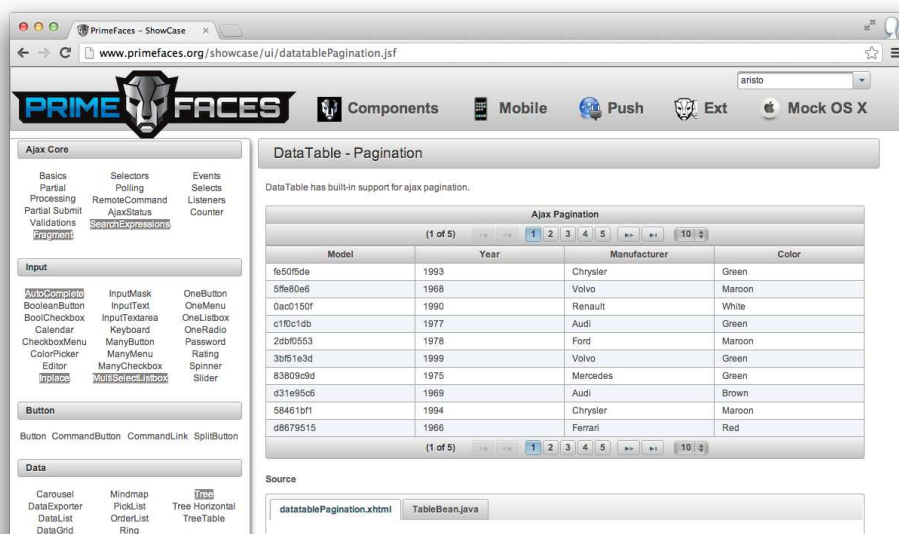 PrimeFaces - ShowCase
www.primefaces.org/showcase/ui/datatablePagination.jsf
aristo
PRIME FACES
Components Mobile Push Ext Mock OS X
Ajax Core
Basics Selectors Events
Partial Polling Selects
Processing RemoteCommand Listeners
Partial Submit AjaxStatus Counter
Validations SearchExpressions
Fragment
Input
AutoComplete InputMask OneButton
BooleanButton InputText OneMenu
BoolCheckbox InputTextarea OneListbox
Calendar Keyboard OneRadio
CheckboxMenu ManyButton Password
ColorPicker ManyMenu Rating
Editor ManyCheckbox Spinner
Inplace MultiSelectListbox Slider
Button
Button CommandButton CommandLink SplitButton
Data
Carousel Mindmap Tree
DataExporter PickList Tree Horizontal
DataList OrderList TreeTable
DataGrid Ring
DataTable - Pagination
DataTable has built-in support for ajax pagination.
Ajax Pagination
(1 of 5) 1 2 3 4 5 10
Model Year Manufacturer Color
fe50f5de 1993 Chrysler Green
5ffe80e6 1968 Volvo Maroon
0ac0150f 1990 Renault White
c1f0c1db 1977 Audi Green
2dbf0553 1978 Ford Maroon
3bf51e3d 1999 Volvo Green
83809c9d 1975 Mercedes Green
d31e95c6 1969 Audi Brown
58461bf1 1994 Chrysler Maroon
d8679515 1966 Ferrari Red
(1 of 5) 1 2 3 4 5 10
Source
datatablePagination.xhtml TableBean.java